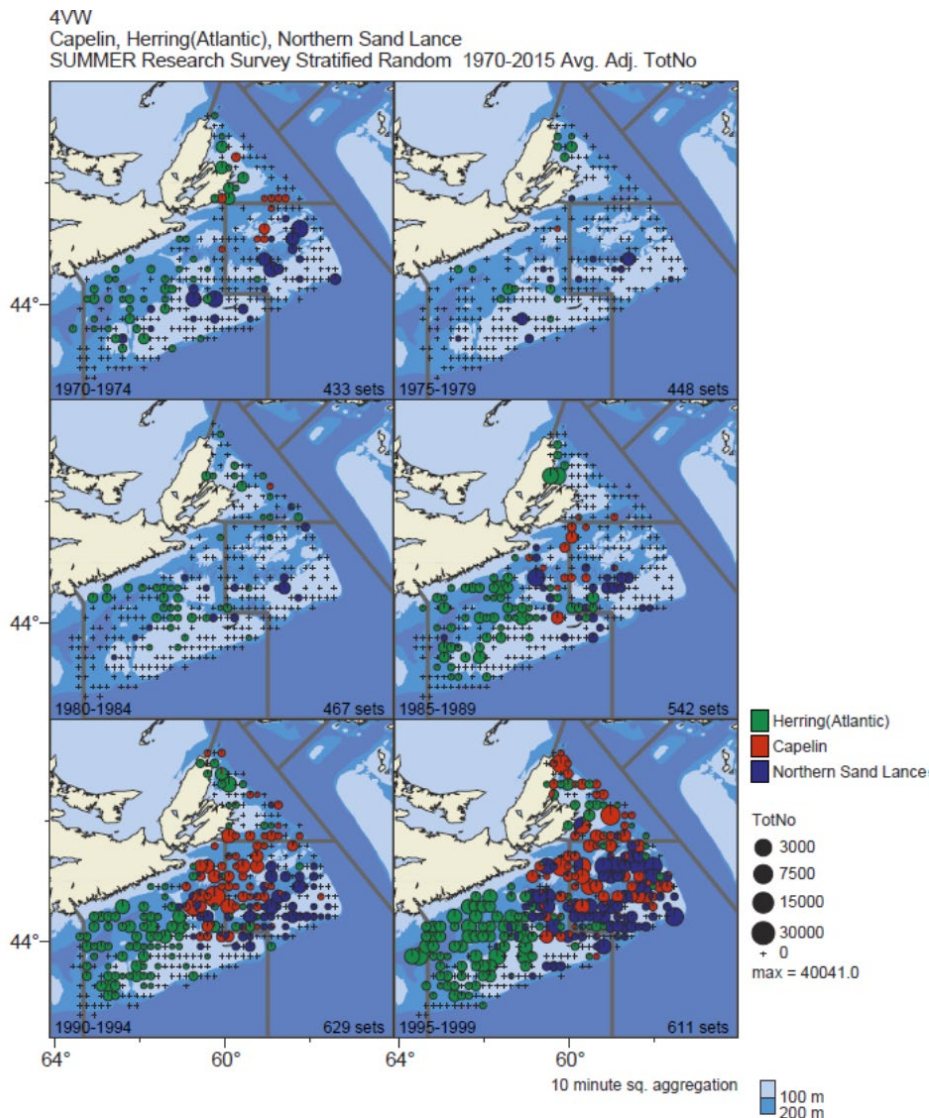 4VW
Capelin, Herring(Atlantic), Northern Sand Lance
SUMMER Research Survey Stratified Random 1970-2015 Avg. Adj. TotNo
44°
1970-1974 433 sets
1975-1979 448 sets
44°
1980-1984 467 sets
1985-1989 542 sets
Herring(Atlantic)
Capelin
Northern Sand Lance
TotNo
3000
7500
15000
30000
0
max = 40041.0
44°
1990-1994 629 sets
1995-1999 611 sets
64° 60° 64° 60°
10 minute sq. aggregation
100 m
200 m